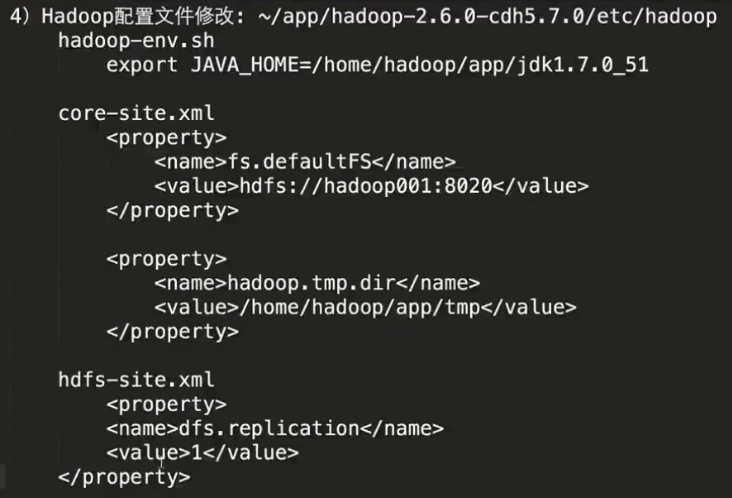 4）Hadoop配置文件修改: ~/app/hadoop-2.6.0-cdh5.7.0/etc/hadoop
hadoop-env.sh
export JAVA_HOME=/home/hadoop/app/jdk1.7.0_51
core-site.xml
<property>
<name>fs.defaultFS</name>
<value>hdfs://hadoop001:8020</value>
</property>
<property>
<name>hadoop.tmp.dir</name>
<value>/home/hadoop/app/tmp</value>
</property>
hdfs-site.xml
<property>
<name>dfs.replication</name>
<value>1</value>
</property>